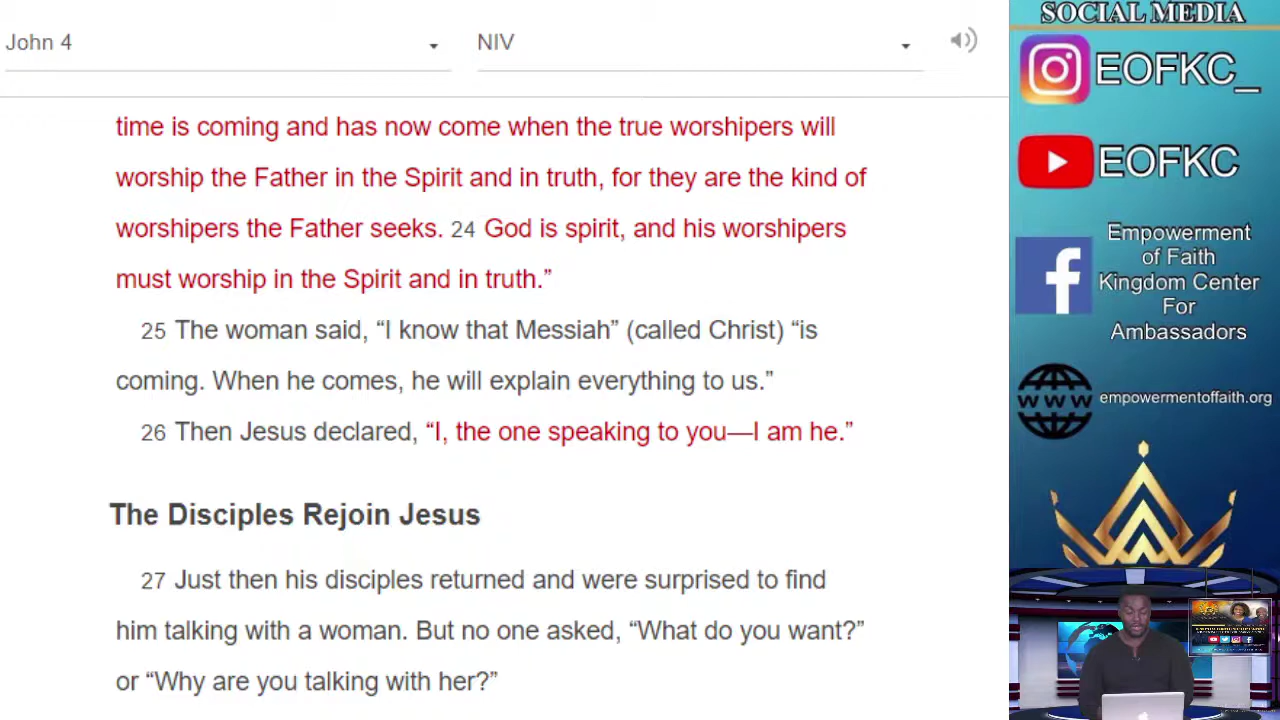 John 4
NIV
time is coming and has now come when the true worshipers will
worship the Father in the Spirit and in truth, for they are the kind of
worshipers the Father seeks. 24 God is spirit, and his worshipers
must worship in the Spirit and in truth.”
25 The woman said, “I know that Messiah” (called Christ) “is
coming. When he comes, he will explain everything to us.”
26 Then Jesus declared, “I, the one speaking to you—I am he.”
The Disciples Rejoin Jesus
27 Just then his disciples returned and were surprised to find
him talking with a woman. But no one asked, “What do you want?”
or “Why are you talking with her?”
SOCIAL MEDIA
EOFKC_
EOFKC
Empowerment
of Faith
Kingdom Center
For
Ambassadors
WWW
empowermentoffaith.org